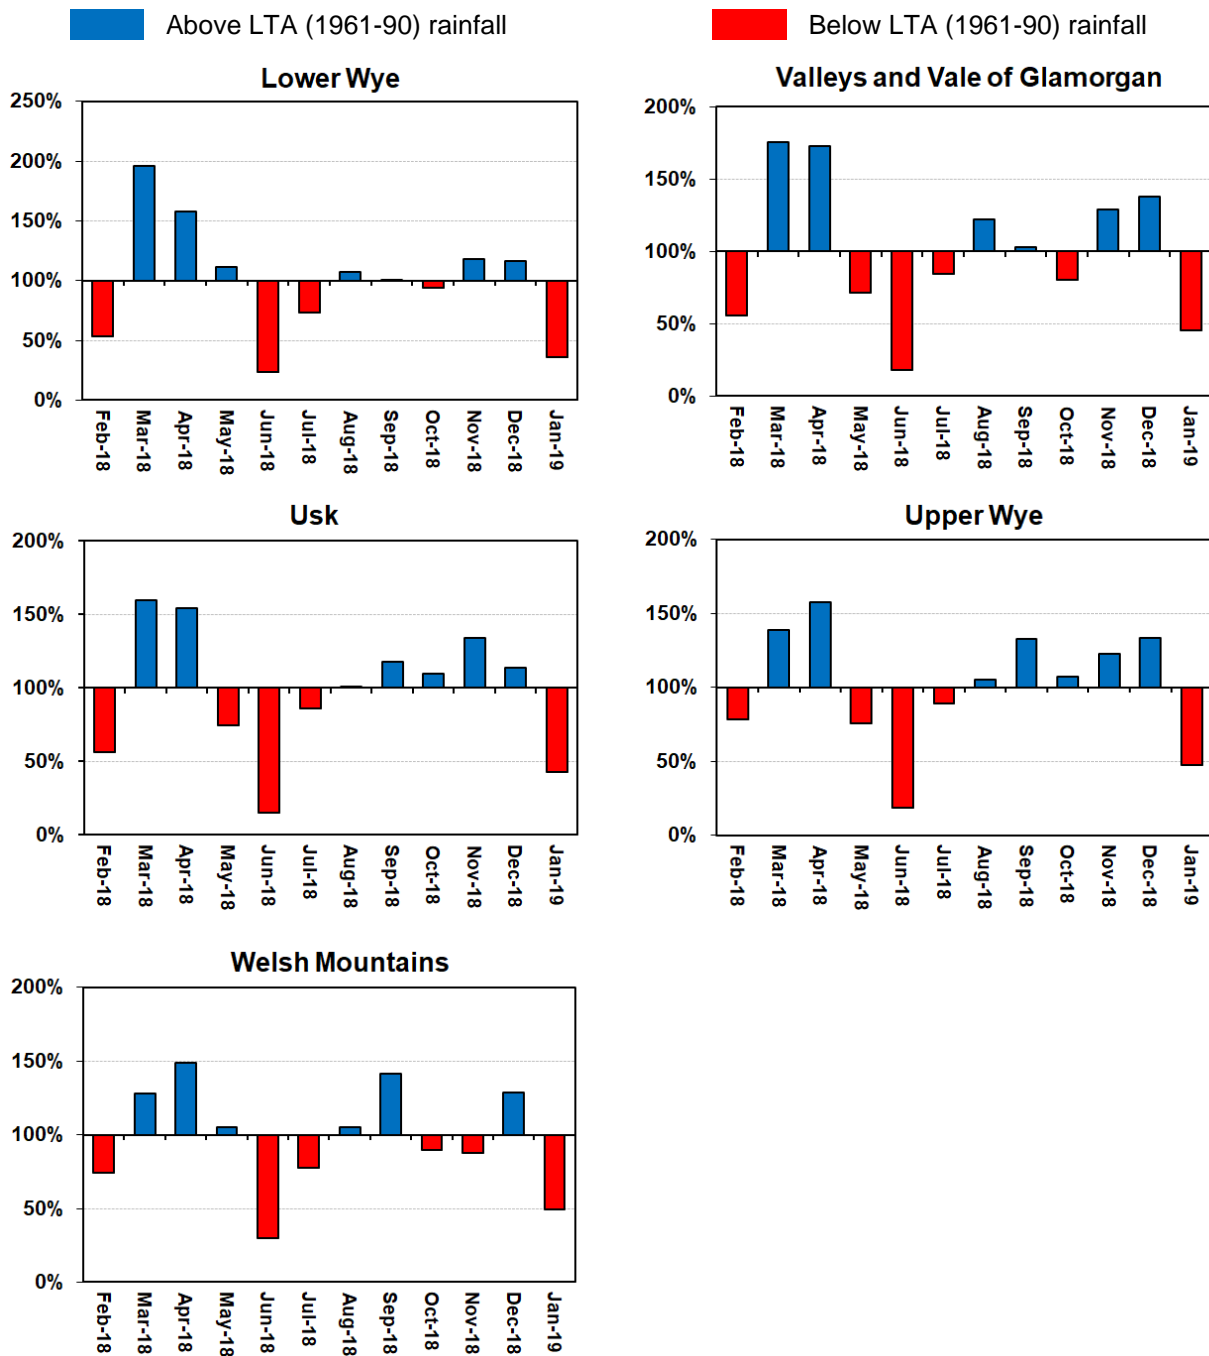 Above LTA (1961-90) rainfall
Below LTA (1961-90) rainfall
Lower Wye
250%
200%
150%
100%
50%
0%
Feb-18
Mar-18
Apr-18
May-18
Jun-18
Jul-18
Aug-18
Sep-18
Oct-18
Nov-18
Dec-18
Jan-19
Valleys and Vale of Glamorgan
200%
150%
100%
50%
0%
Feb-18
Mar-18
Apr-18
May-18
Jun-18
Jul-18
Aug-18
Sep-18
Oct-18
Nov-18
Dec-18
Jan-19
Usk
200%
150%
100%
50%
0%
Feb-18
Mar-18
Apr-18
May-18
Jun-18
Jul-18
Aug-18
Sep-18
Oct-18
Nov-18
Dec-18
Jan-19
Upper Wye
200%
150%
100%
50%
0%
Feb-18
Mar-18
Apr-18
May-18
Jun-18
Jul-18
Aug-18
Sep-18
Oct-18
Nov-18
Dec-18
Jan-19
Welsh Mountains
200%
150%
100%
50%
0%
Feb-18
Mar-18
Apr-18
May-18
Jun-18
Jul-18
Aug-18
Sep-18
Oct-18
Nov-18
Dec-18
Jan-19